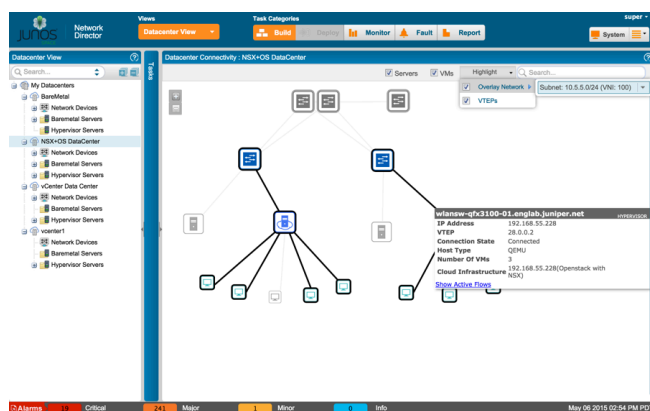 JUNOS
Network
Director
Views
Datacenter View
Task Categories
Build
Deploy
Monitor
Fault
Report
super
System
Datacenter View
Search...
My Datacenters
BareMetal
Network Devices
Baremetal Servers
Hypervisor Servers
NSX+OS DataCenter
Network Devices
Baremetal Servers
Hypervisor Servers
vCenter Data Center
Network Devices
Baremetal Servers
Hypervisor Servers
vcenter1
Network Devices
Baremetal Servers
Hypervisor Servers
Tasks
Datacenter Connectivity : NSX+OS DataCenter
Servers
VMs
Highlight
Search...
Overlay Network
Subnet: 10.5.5.0/24 (VNI: 100)
VTEPs
wlansw-qfx3100-01.englab.juniper.net HYPERVISOR
IP Address 192.168.55.228
VTEP 28.0.0.2
Connection State Connected
Host Type QEMU
Number Of VMs 3
Cloud Infrastructure 192.168.55.228(Openstack with NSX)
Show Active Flows
Alarms 18 Critical 241 Major 1 Minor 0 Info May 06 2015 02:54 PM PD